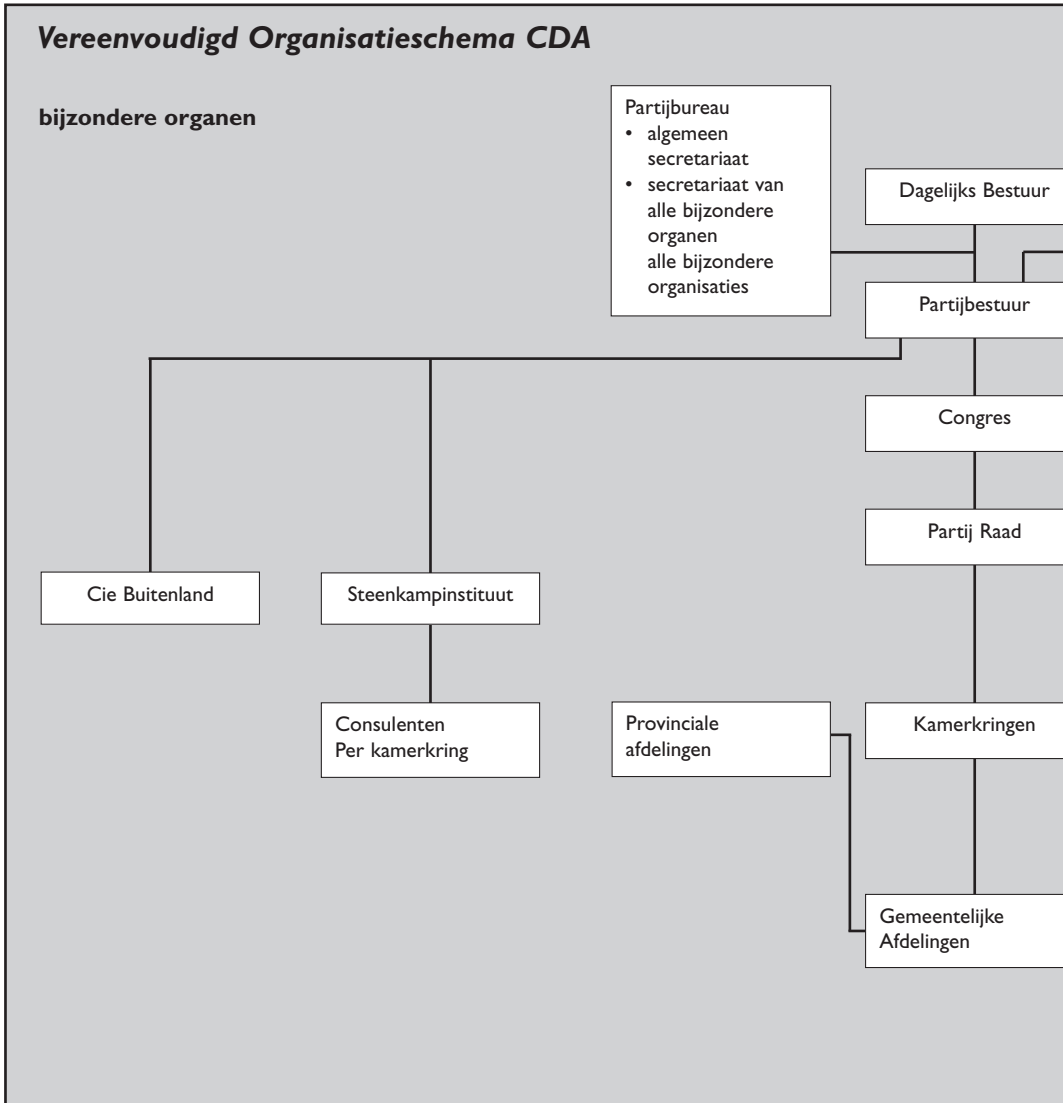 Vereenvoudigd Organisatieschema CDA
bijzondere organen
Partijbureau
• algemeen
secretariaat
• secretariaat van
alle bijzondere
organen
alle bijzondere
organisaties
Dagelijks Bestuur
Partijbestuur
Congres
Partij Raad
Cie Buitenland
Steenkampinstituut
Consulenten
Per kamerkring
Provinciale
afdelingen
Kamerkringen
Gemeentelijke
Afdelingen